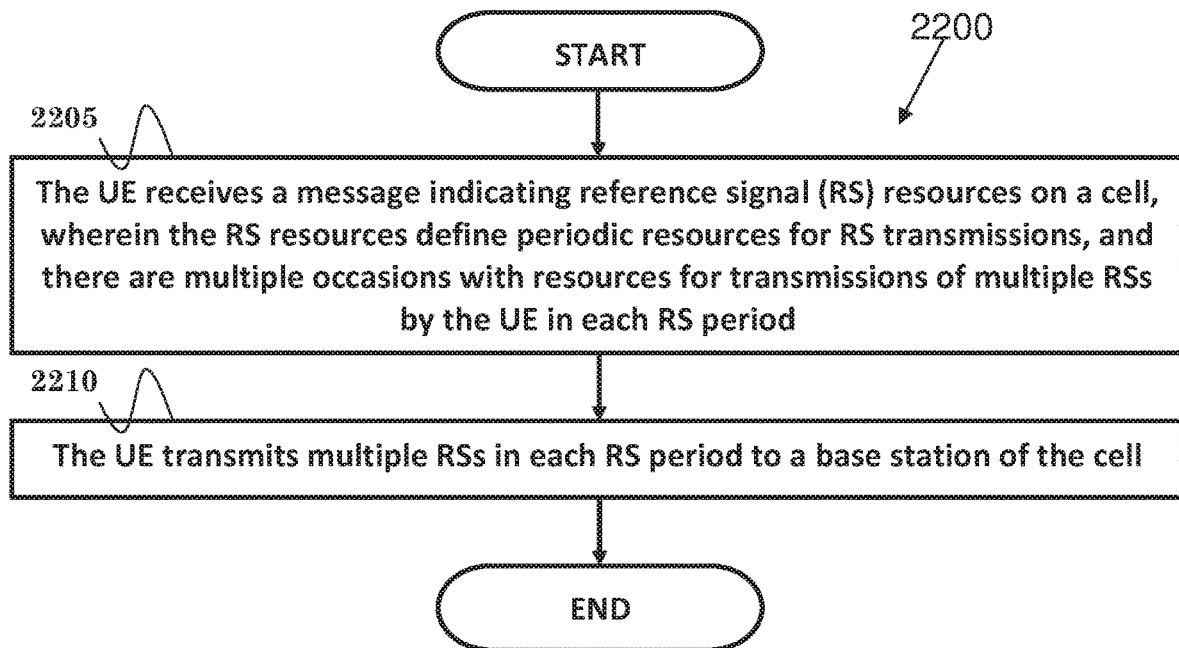 START
2200
2205
The UE receives a message indicating reference signal (RS) resources on a cell,
wherein the RS resources define periodic resources for RS transmissions, and
there are multiple occasions with resources for transmissions of multiple RSs
by the UE in each RS period
2210
The UE transmits multiple RSs in each RS period to a base station of the cell
END